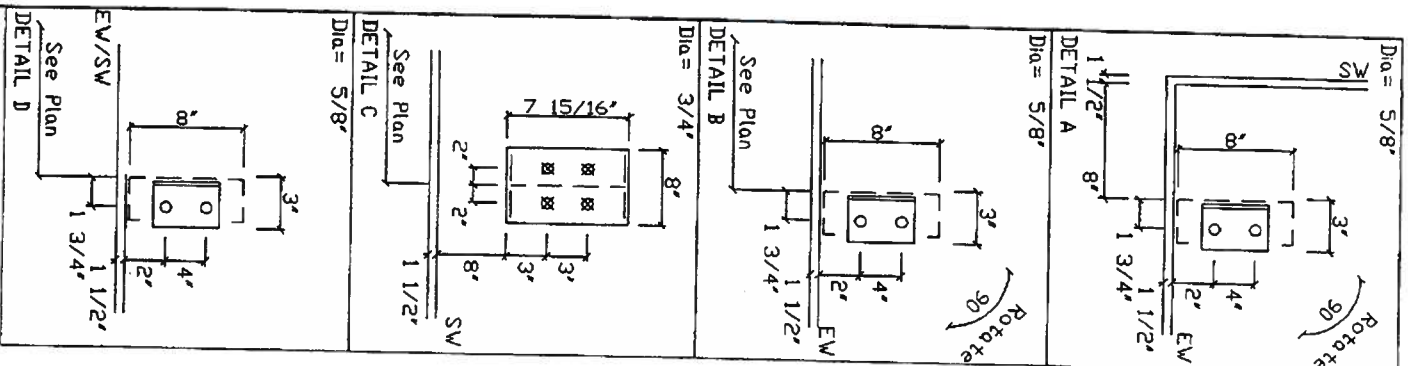 Dia= 5/8"
Rotate
90
SW
3"
8"
4"
2"
EW
1 1/2"
8"
1 3/4"
1 1/2"
DETAIL A
Dia= 5/8"
Rotate
90
3"
8"
4"
2"
EW
1 3/4"
1 1/2"
See Plan
DETAIL B
Dia= 3/4"
8"
7 15/16"
3"
3"
2"
2"
8"
SW
1 1/2"
See Plan
DETAIL C
Dia= 5/8"
3"
8"
4"
2"
EW/SW
1 3/4"
1 1/2"
See Plan
DETAIL D